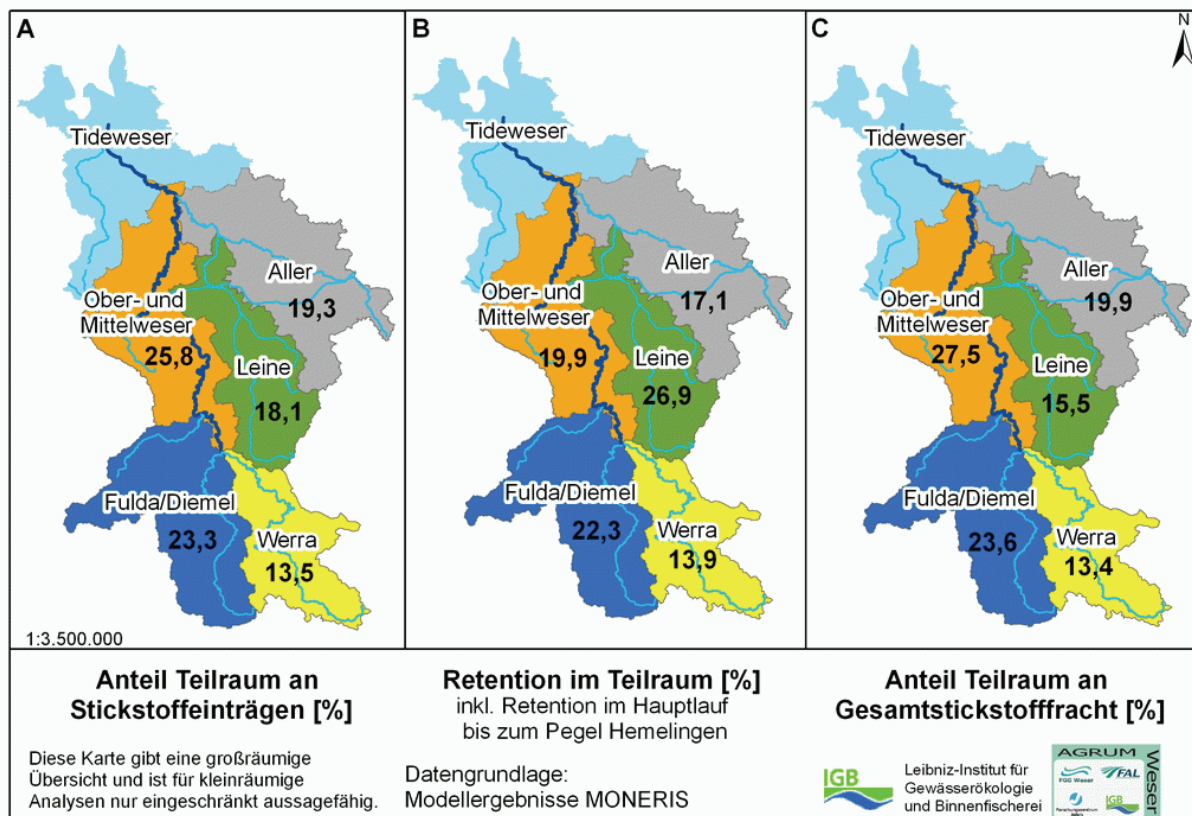 A
Tideweser
Aller
19,3
Ober- und
Mittelweser
25,8
Leine
18,1
Fulda/Diemel
23,3
Werra
13,5
1:3.500.000
B
Tideweser
Aller
17,1
Ober- und
Mittelweser
19,9
Leine
26,9
Fulda/Diemel
22,3
Werra
13,9
C
N
Tideweser
Aller
19,9
Ober- und
Mittelweser
27,5
Leine
15,5
Fulda/Diemel
23,6
Werra
13,4
Anteil Teilraum an
Stickstoffeinträgen [%]
Diese Karte gibt eine großräumige
Übersicht und ist für kleinräumige
Analysen nur eingeschränkt aussagefähig.
Retention im Teilraum [%]
inkl. Retention im Hauptlauf
bis zum Pegel Hemelingen
Datengrundlage:
Modellergebnisse MONERIS
Anteil Teilraum an
Gesamtstickstofffracht [%]
IGB
Leibniz-Institut für
Gewässerökologie
und Binnenfischerei
AGRUM
Weser
FGG Weser
FAL
Forschungszentrum
IGB